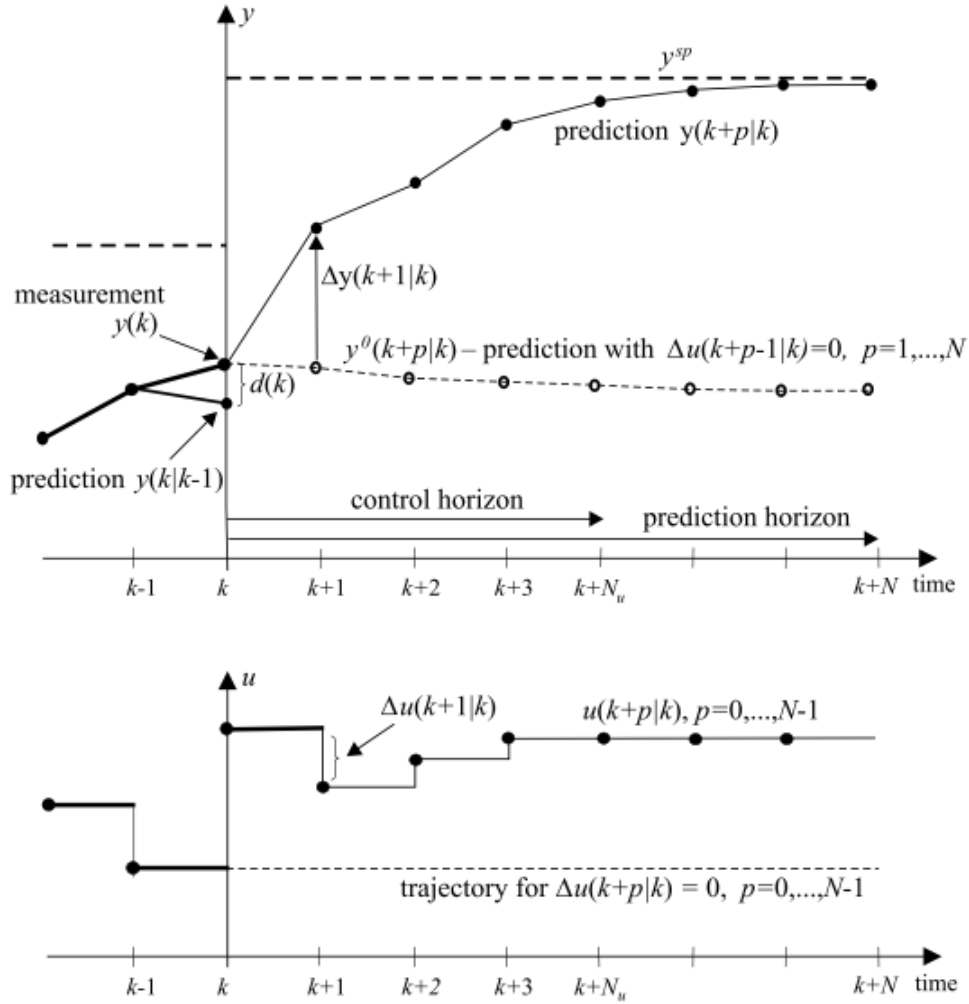 y
y^{sp}
prediction y(k+p|k)
Δy(k+1|k)
measurement
y(k)
y^0(k+p|k) – prediction with Δu(k+p-1|k)=0, p=1,...,N
d(k)
prediction y(k|k-1)
control horizon
prediction horizon
k-1 k k+1 k+2 k+3 k+N_u k+N time
u
Δu(k+1|k)
u(k+p|k), p=0,...,N-1
trajectory for Δu(k+p|k) = 0, p=0,...,N-1
k-1 k k+1 k+2 k+3 k+N_u k+N time